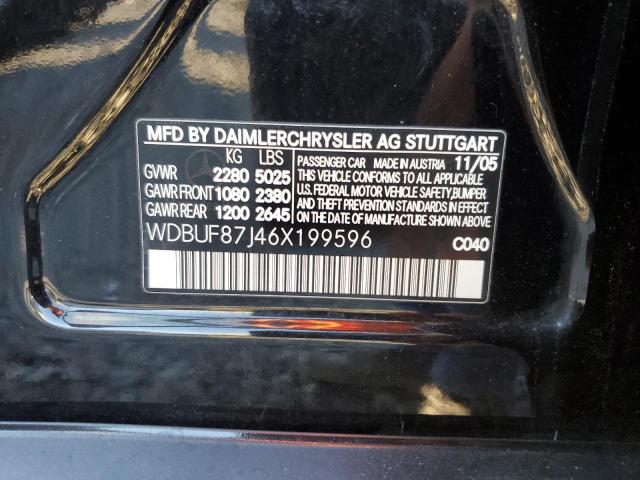 MFD BY DAIMLERCHRYSLER AG STUTTGART
KG LBS
GVWR 2280 5025
GAWR FRONT 1080 2380
GAWR REAR 1200 2645
PASSENGER CAR MADE IN AUSTRIA 11/05
THIS VEHICLE CONFORMS TO ALL APPLICABLE
U.S. FEDERAL MOTOR VEHICLE SAFETY, BUMPER
AND THEFT PREVENTION STANDARDS IN EFFECT
ON THE DATE OF MANUFACTURE SHOWN ABOVE.
WDBUF87J46X199596 C040